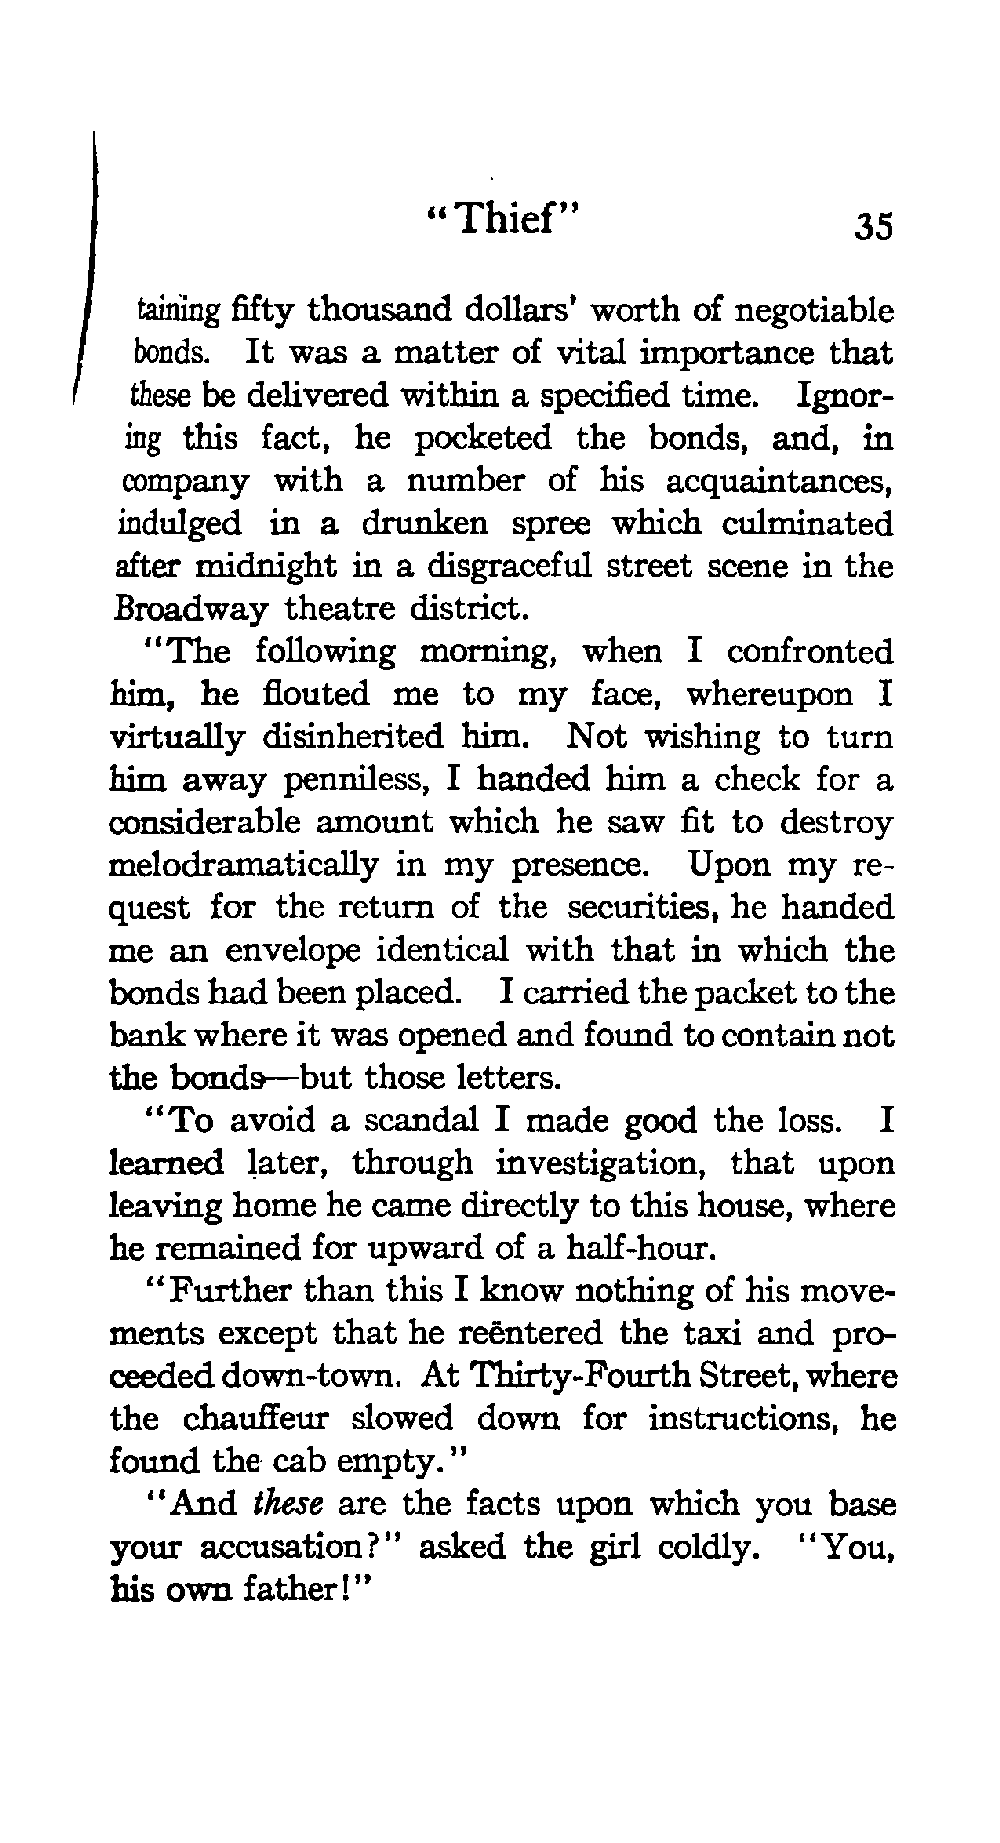 "Thief" 35
taining fifty thousand dollars' worth of negotiable
bonds. It was a matter of vital importance that
these be delivered within a specified time. Ignor-
ing this fact, he pocketed the bonds, and, in
company with a number of his acquaintances,
indulged in a drunken spree which culminated
after midnight in a disgraceful street scene in the
Broadway theatre district.
"The following morning, when I confronted
him, he flouted me to my face, whereupon I
virtually disinherited him. Not wishing to turn
him away penniless, I handed him a check for a
considerable amount which he saw fit to destroy
melodramatically in my presence. Upon my re-
quest for the return of the securities, he handed
me an envelope identical with that in which the
bonds had been placed. I carried the packet to the
bank where it was opened and found to contain not
the bonds—but those letters.
"To avoid a scandal I made good the loss. I
learned later, through investigation, that upon
leaving home he came directly to this house, where
he remained for upward of a half-hour.
"Further than this I know nothing of his move-
ments except that he reëntered the taxi and pro-
ceeded down-town. At Thirty-Fourth Street, where
the chauffeur slowed down for instructions, he
found the cab empty."
"And these are the facts upon which you base
your accusation?" asked the girl coldly. "You,
his own father!"